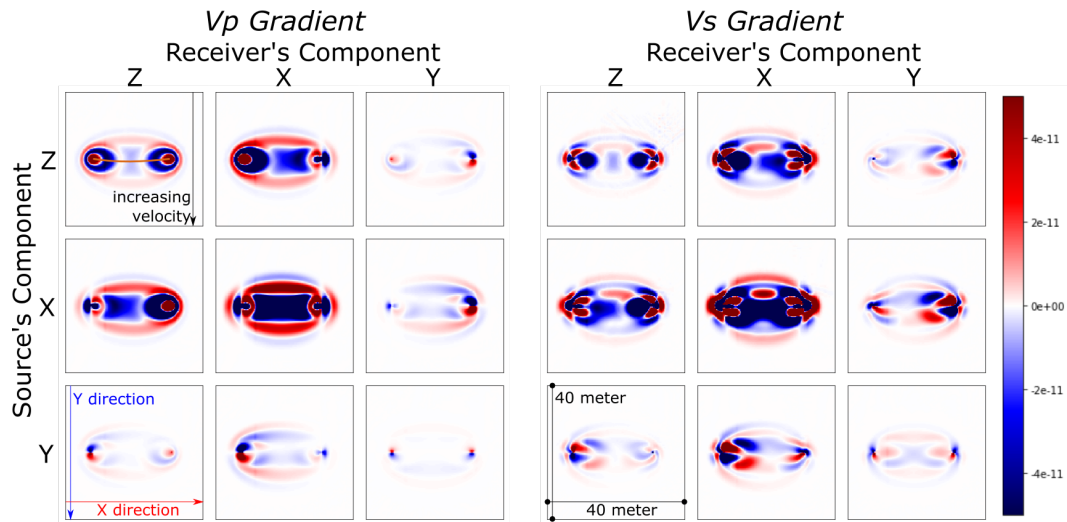 Vp Gradient
Receiver's Component
Z X Y
Vs Gradient
Receiver's Component
Z X Y
Source's Component
Z
X
Y
increasing
velocity
Y direction
X direction
Z
X
Y
40 meter
40 meter
4e-11
2e-11
0e+00
-2e-11
-4e-11